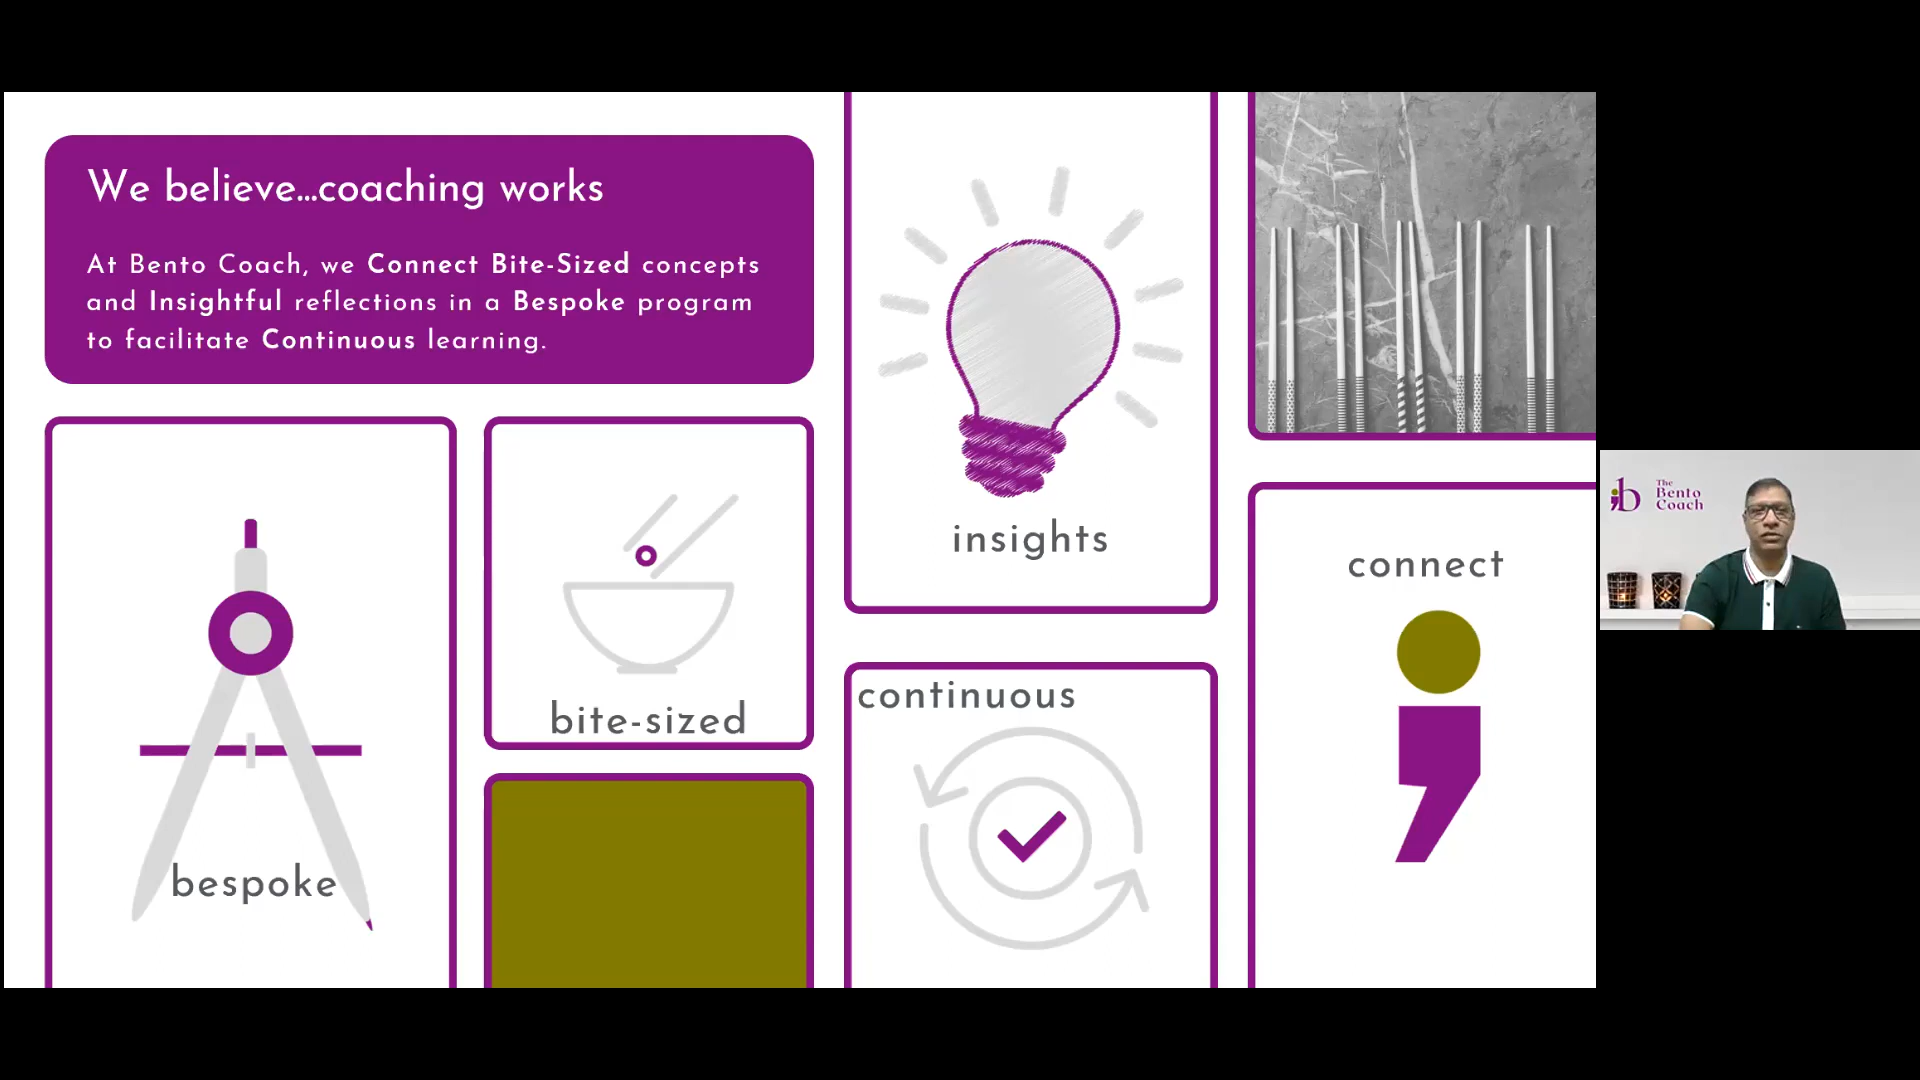 We believe...coaching works
At Bento Coach, we Connect Bite-Sized concepts
and Insightful reflections in a Bespoke program
to facilitate Continuous learning.
bespoke
bite-sized
insights
continuous
connect
b
The
Bento
Coach